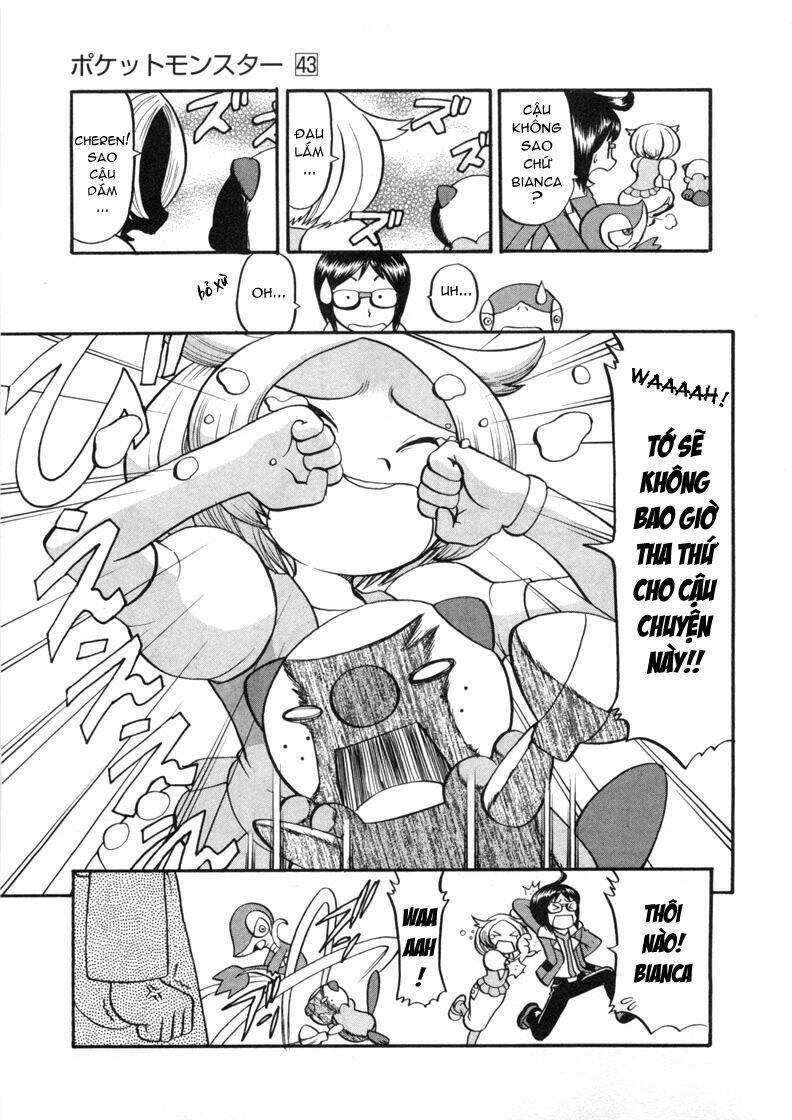 ポケットモンスター 43
CẬU
KHÔNG
SAO
CHỨ
BIANCA
?
ĐAU
LẮM
...
CHEREN!
SAO
CẬU
DÁM
...
UH...
OH...
bỏ xừ
WAAAAH!
TỚ SẼ
KHÔNG
BAO GIỜ
THA THỨ
CHO CẬU
CHUYỆN
NÀY!!
THÔI
NÀO!
BIANCA
WAA
AAH
!